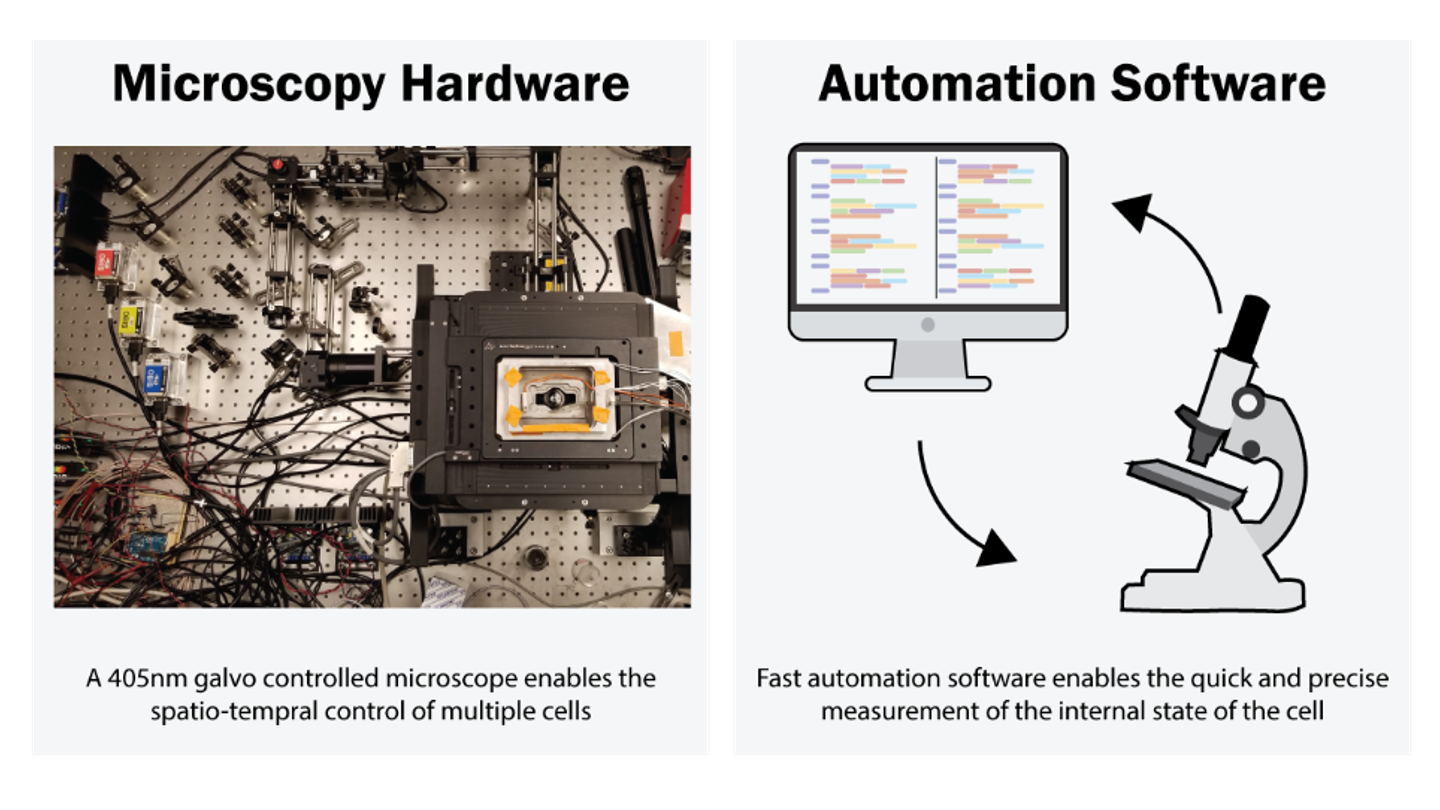 Microscopy Hardware
A 405nm galvo controlled microscope enables the
spatio-tempral control of multiple cells
Automation Software
Fast automation software enables the quick and precise
measurement of the internal state of the cell